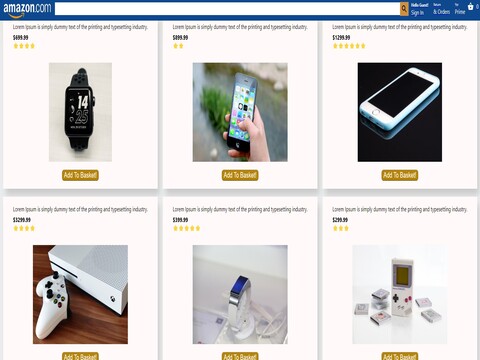 amazon.com
Hello Guest!
Sign In
Returns
& Orders
Try
Prime
0
Lorem Ipsum is simply dummy text of the printing and typesetting industry.
$699.99
Lorem Ipsum is simply dummy text of the printing and typesetting industry.
$899.99
Lorem Ipsum is simply dummy text of the printing and typesetting industry.
$1299.99
14
25
Add To Basket!
Add To Basket!
Add To Basket!
Lorem Ipsum is simply dummy text of the printing and typesetting industry.
$3299.99
Lorem Ipsum is simply dummy text of the printing and typesetting industry.
$399.99
Lorem Ipsum is simply dummy text of the printing and typesetting industry.
$299.99
Add To Basket!
Add To Basket!
Add To Basket!